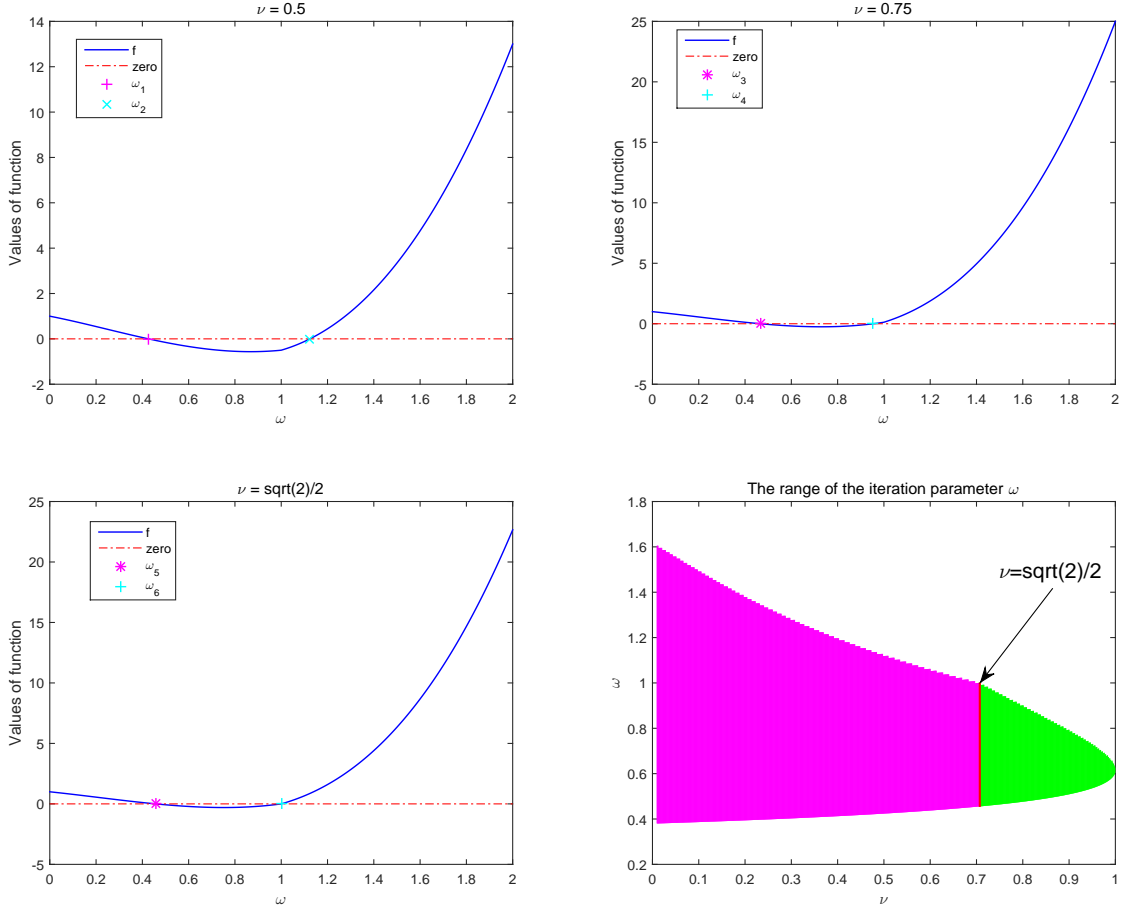 ν = 0.5
14
12
10
8
6
4
2
0
-2
Values of function
f
zero
ω1
ω2
0 0.2 0.4 0.6 0.8 1 1.2 1.4 1.6 1.8 2
ω
ν = 0.75
25
20
15
10
5
0
-5
Values of function
f
zero
ω3
ω4
0 0.2 0.4 0.6 0.8 1 1.2 1.4 1.6 1.8 2
ω
ν = sqrt(2)/2
25
20
15
10
5
0
-5
Values of function
f
zero
ω5
ω6
0 0.2 0.4 0.6 0.8 1 1.2 1.4 1.6 1.8 2
ω
The range of the iteration parameter ω
1.8
1.6
1.4
1.2
1
0.8
0.6
0.4
0.2
ω
ν=sqrt(2)/2
0 0.1 0.2 0.3 0.4 0.5 0.6 0.7 0.8 0.9 1
ν